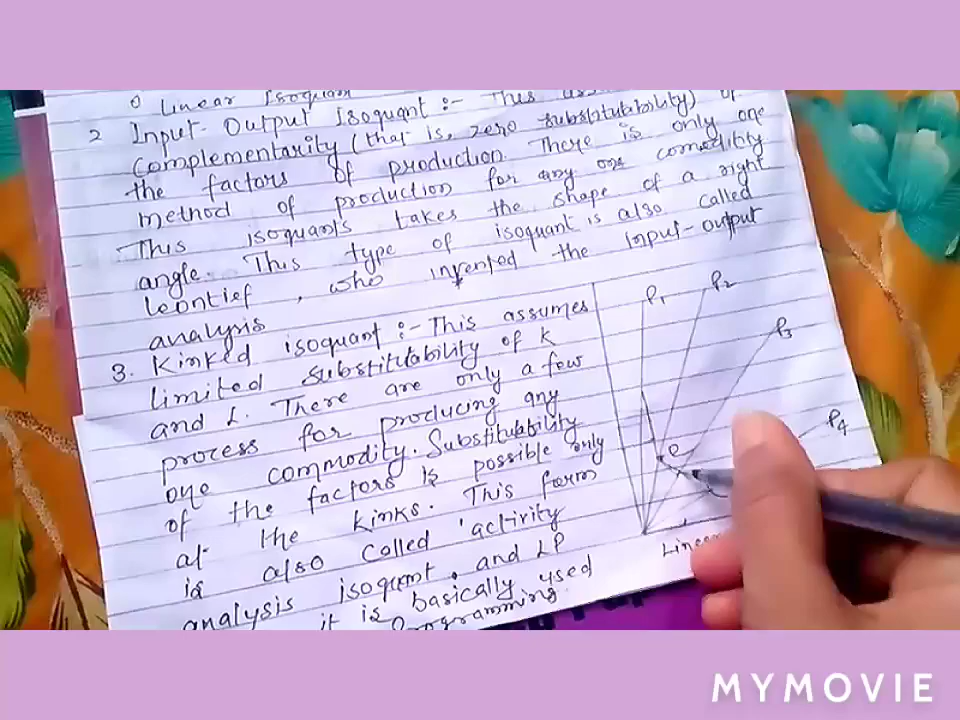 0 Linear Isoquan
2 Input- Output Isoquant :- This
Complementarity (that is, zero substitutability) of
the factors of production. There is only one
method of production for any one comodility
This isoquants takes the shape of a right
angle. This type of isoquant is also called
leontief, who invented the Input-output
analysis
3. Kinked isoquant :- This assumes
limited substitutability of K
and L. There are only a few
process for producing any
one commodity. Substitutability
of the factors is possible only
at the kinks. This form
is also called 'activity
analysis isoquent. and LP
it is basically used
Programming.
P1
P2
P3
P4
e
Linear
MYMOVIE